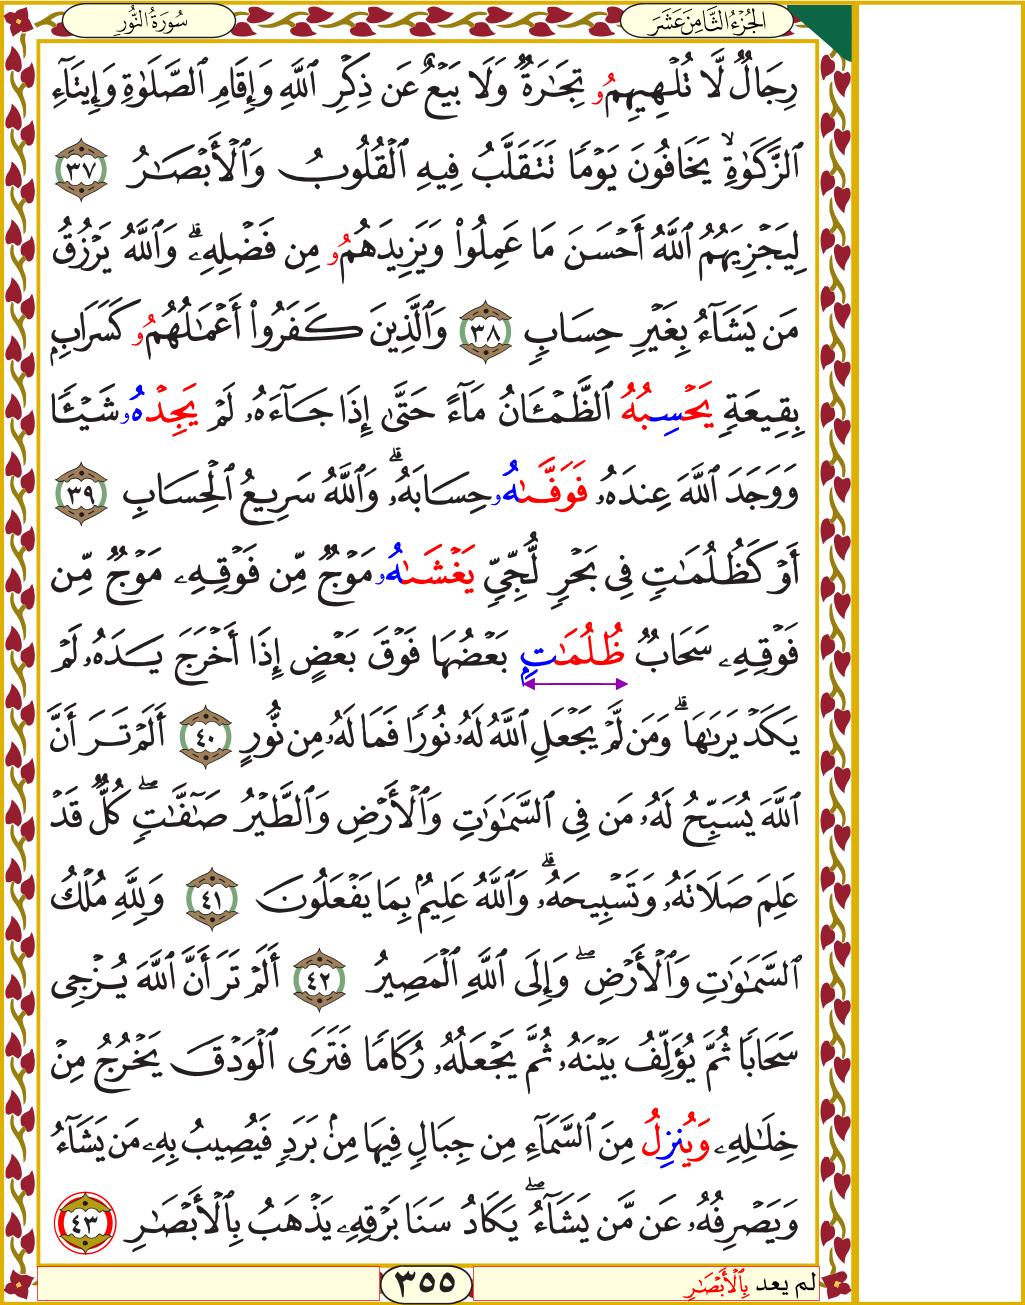 سُورَةُ النُّورِ
الجُزْءُ الثَّامِنَ عَشَرَ
رِجَالٌ لَّا تُلْهِيهِمُو تِجَٰرَةٌ وَلَا بَيْعٌ عَن ذِكْرِ ٱللَّهِ وَإِقَامِ ٱلصَّلَوٰةِ وَإِيتَآءِ
ٱلزَّكَوٰةِ ۙ يَخَافُونَ يَوْمًا تَتَقَلَّبُ فِيهِ ٱلْقُلُوبُ وَٱلْأَبْصَٰرُ ٣٧
لِيَجْزِيَهُمُ ٱللَّهُ أَحْسَنَ مَا عَمِلُوا۟ وَيَزِيدَهُمُو مِن فَضْلِهِۦ ۗ وَٱللَّهُ يَرْزُقُ
مَن يَشَآءُ بِغَيْرِ حِسَابٍ ٣٨ وَٱلَّذِينَ كَفَرُوٓا۟ أَعْمَٰلُهُمُو كَسَرَابٍۭ
بِقِيعَةٍ يَحْسِبُهُ ٱلظَّمْـَٔانُ مَآءً حَتَّىٰ إِذَا جَآءَهُۥ لَمْ يَجِدْهُۥ شَيْـًٔا
وَوَجَدَ ٱللَّهَ عِندَهُۥ فَوَفَّىٰهُۥ حِسَابَهُۥ ۗ وَٱللَّهُ سَرِيعُ ٱلْحِسَابِ ٣٩
أَوْ كَظُلُمَٰتٍ فِى بَحْرٍ لُّجِّىٍّ يَغْشَىٰهُۥ مَوْجٌ مِّن فَوْقِهِۦ مَوْجٌ مِّن
فَوْقِهِۦ سَحَابٌ ظُلُمَٰتٍۭ بَعْضُهَا فَوْقَ بَعْضٍ إِذَا أَخْرَجَ يَدَهُۥ لَمْ
يَكَدْ يَرَىٰهَا ۗ وَمَن لَّمْ يَجْعَلِ ٱللَّهُ لَهُۥ نُورًا فَمَا لَهُۥ مِن نُّورٍ ٤٠ أَلَمْ تَرَ أَنَّ
ٱللَّهَ يُسَبِّحُ لَهُۥ مَن فِى ٱلسَّمَٰوَٰتِ وَٱلْأَرْضِ وَٱلطَّيْرُ صَٰٓفَّٰتٍ ۖ كُلٌّ قَدْ
عَلِمَ صَلَاتَهُۥ وَتَسْبِيحَهُۥ ۗ وَٱللَّهُ عَلِيمٌۢ بِمَا يَفْعَلُونَ ٤١ وَلِلَّهِ مُلْكُ
ٱلسَّمَٰوَٰتِ وَٱلْأَرْضِ ۖ وَإِلَى ٱللَّهِ ٱلْمَصِيرُ ٤٢ أَلَمْ تَرَ أَنَّ ٱللَّهَ يُزْجِى
سَحَابًا ثُمَّ يُؤَلِّفُ بَيْنَهُۥ ثُمَّ يَجْعَلُهُۥ رُكَامًا فَتَرَى ٱلْوَدْقَ يَخْرُجُ مِنْ
خِلَٰلِهِۦ وَيُنزِلُ مِنَ ٱلسَّمَآءِ مِن جِبَالٍ فِيهَا مِنۢ بَرَدٍ فَيُصِيبُ بِهِۦ مَن يَشَآءُ
وَيَصْرِفُهُۥ عَن مَّن يَشَآءُ ۖ يَكَادُ سَنَا بَرْقِهِۦ يَذْهَبُ بِٱلْأَبْصَٰرِ ٤٣
لم يعد بِٱلْأَبْصَٰرِ
٣٥٥